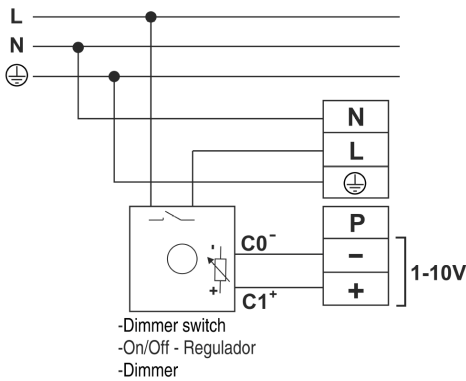 L
N
N
L
P
C0-
-
1-10V
C1+
+
-
+
-Dimmer switch
-On/Off - Regulador
-Dimmer